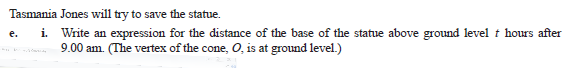 Tasmania Jones will try to save the statue.
e. i. Write an expression for the distance of the base of the statue above ground level t hours after
9.00 am. (The vertex of the cone, O, is at ground level.)